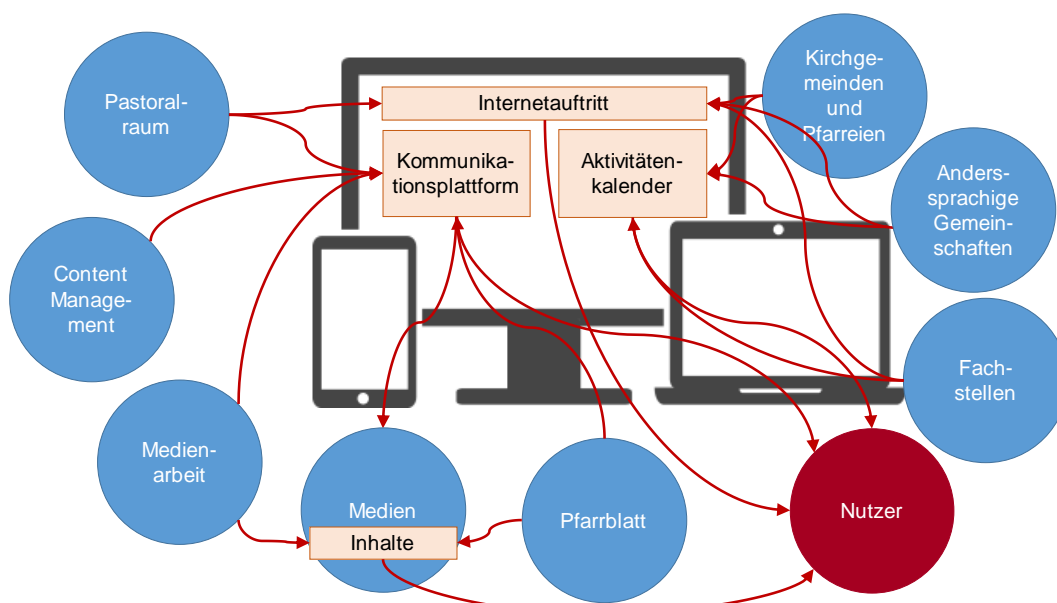 Pastoral-
raum
Internetauftritt
Kirchge-
meinden
und
Pfarreien
Kommunika-
tionsplattform
Aktivitäten-
kalender
Anders-
sprachige
Gemein-
schaften
Content
Manage-
ment
Fach-
stellen
Medien-
arbeit
Medien
Inhalte
Pfarrblatt
Nutzer